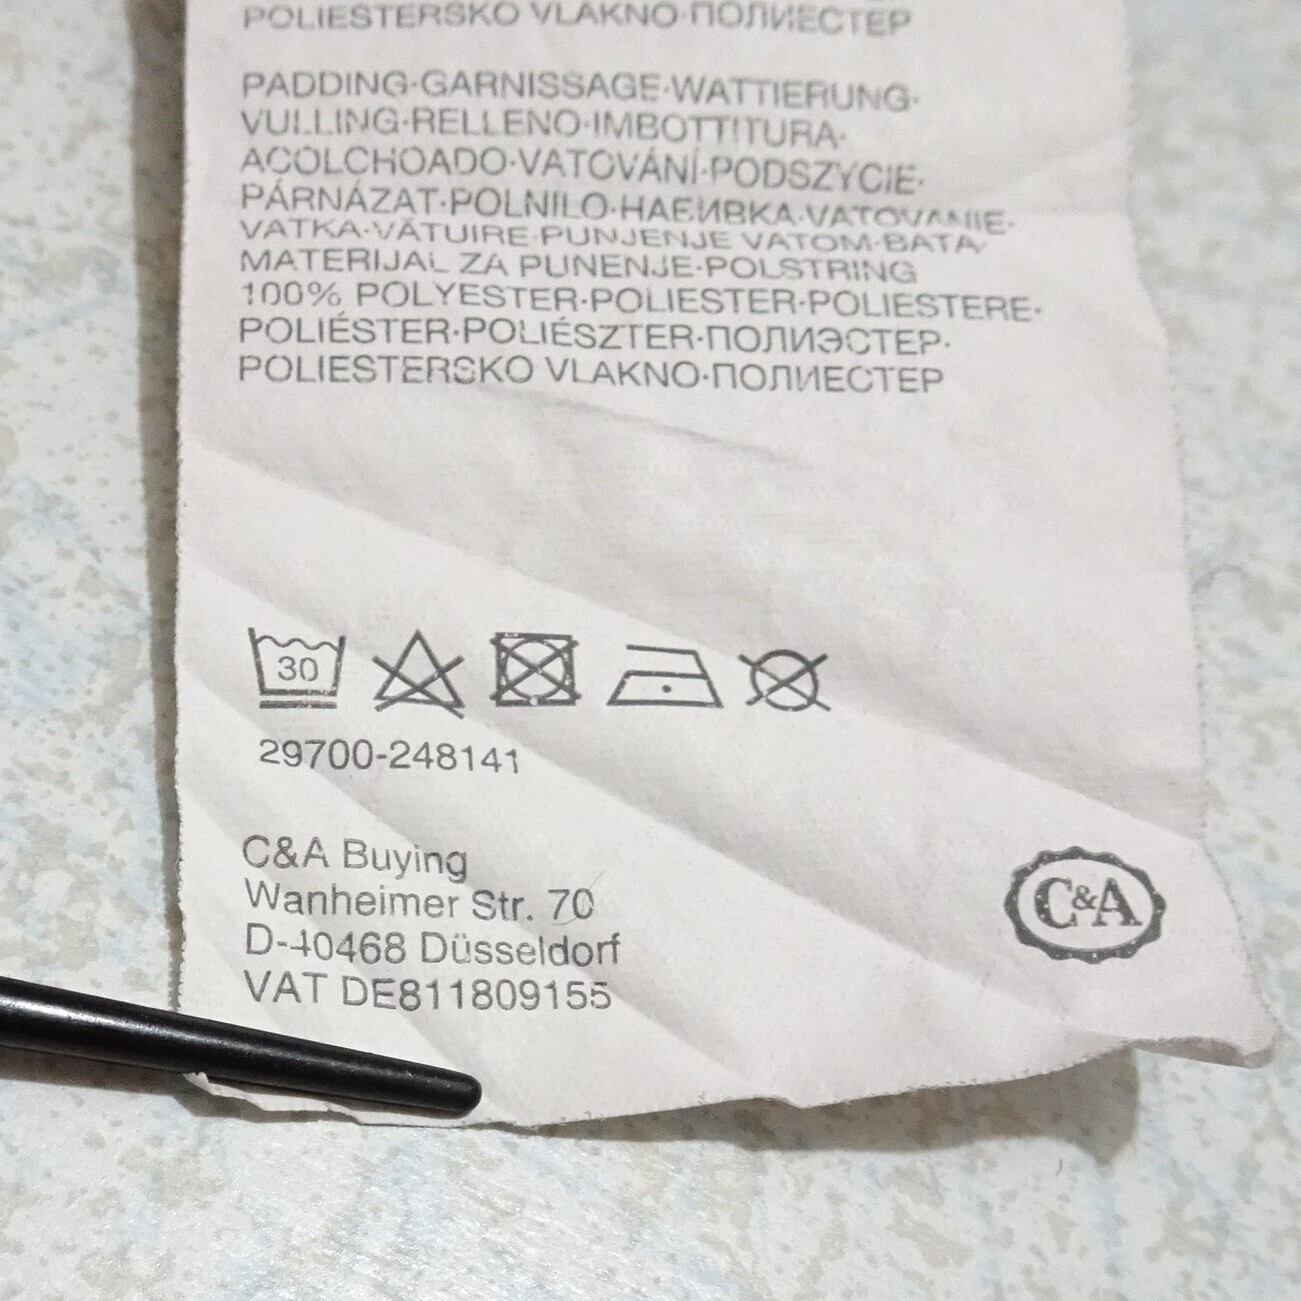 POLIESTERSKO VLAKNO·ПОЛИЕСТЕР
PADDING·GARNISSAGE·WATTIERUNG·
VULLING·RELLENO·IMBOTTITURA·
ACOLCHOADO·VATOVÁNÍ·PODSZYCIE·
PÁRNÁZAT·POLNILO·НАБИВКА·VATOVANIE·
VATKA·VĂTUIRE·PUNJENJE VATOM·ВАТА·
MATERIJAL ZA PUNENJE·POLSTRING
100% POLYESTER·POLIESTER·POLIESTERE·
POLIÉSTER·POLIÉSZTER·ПОЛИЭСТЕР·
POLIESTERSKO VLAKNO·ПОЛИЕСТЕР
30
29700-248141
C&A Buying
Wanheimer Str. 70
D-40468 Düsseldorf
VAT DE811809155
C&A